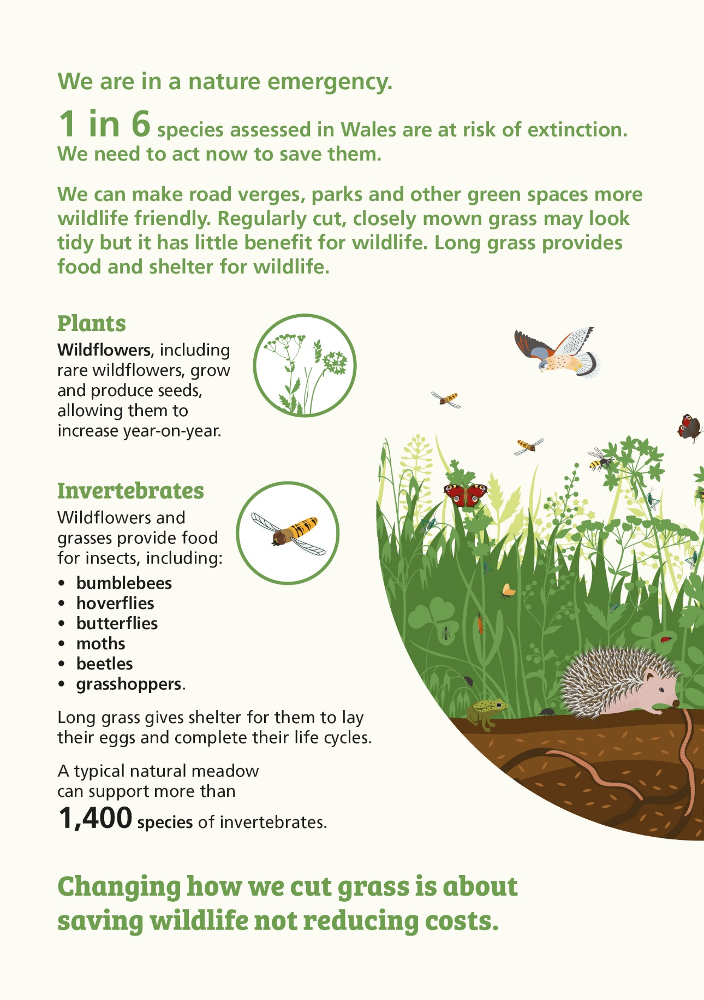 We are in a nature emergency.
1 in 6 species assessed in Wales are at risk of extinction.
We need to act now to save them.
We can make road verges, parks and other green spaces more
wildlife friendly. Regularly cut, closely mown grass may look
tidy but it has little benefit for wildlife. Long grass provides
food and shelter for wildlife.
Plants
Wildflowers, including
rare wildflowers, grow
and produce seeds,
allowing them to
increase year-on-year.
Invertebrates
Wildflowers and
grasses provide food
for insects, including:
• bumblebees
• hoverflies
• butterflies
• moths
• beetles
• grasshoppers.
Long grass gives shelter for them to lay
their eggs and complete their life cycles.
A typical natural meadow
can support more than
1,400 species of invertebrates.
Changing how we cut grass is about
saving wildlife not reducing costs.